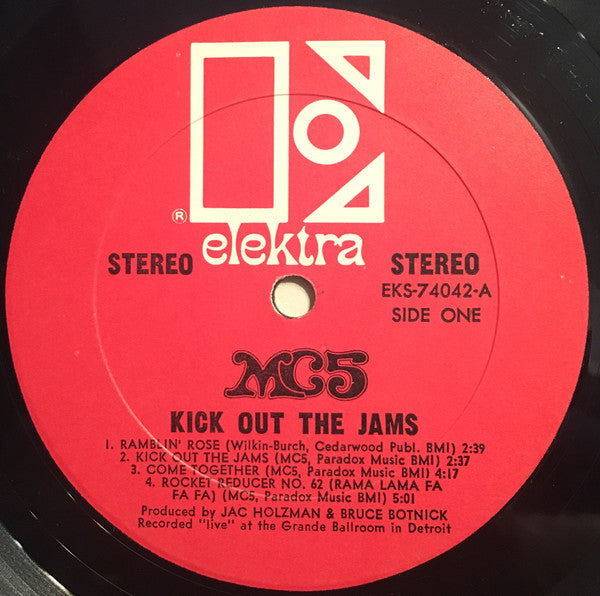 ®
elektra
STEREO STEREO
EKS-74042-A
SIDE ONE
MC5
KICK OUT THE JAMS
1. RAMBLIN' ROSE (Wilkin-Burch, Cedarwood Publ. BMI) 2:39
2. KICK OUT THE JAMS (MC5, Paradox Music BMI) 2:37
3. COME TOGETHER (MC5, Paradox Music BMI) 4:17
4. ROCKET REDUCER NO. 62 (RAMA LAMA FA
FA FA) (MC5, Paradox Music BMI) 5:01
Produced by JAC HOLZMAN & BRUCE BOTNICK
Recorded "live" at the Grande Ballroom in Detroit